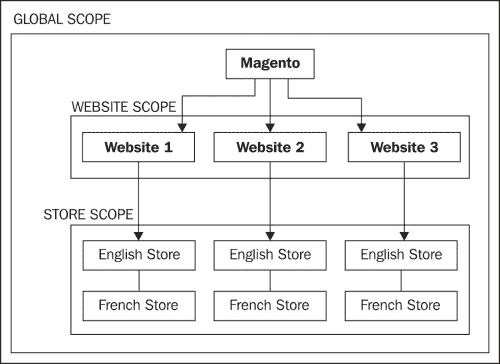 GLOBAL SCOPE
Magento
WEBSITE SCOPE
Website 1 Website 2 Website 3
STORE SCOPE
English Store English Store English Store
French Store French Store French Store